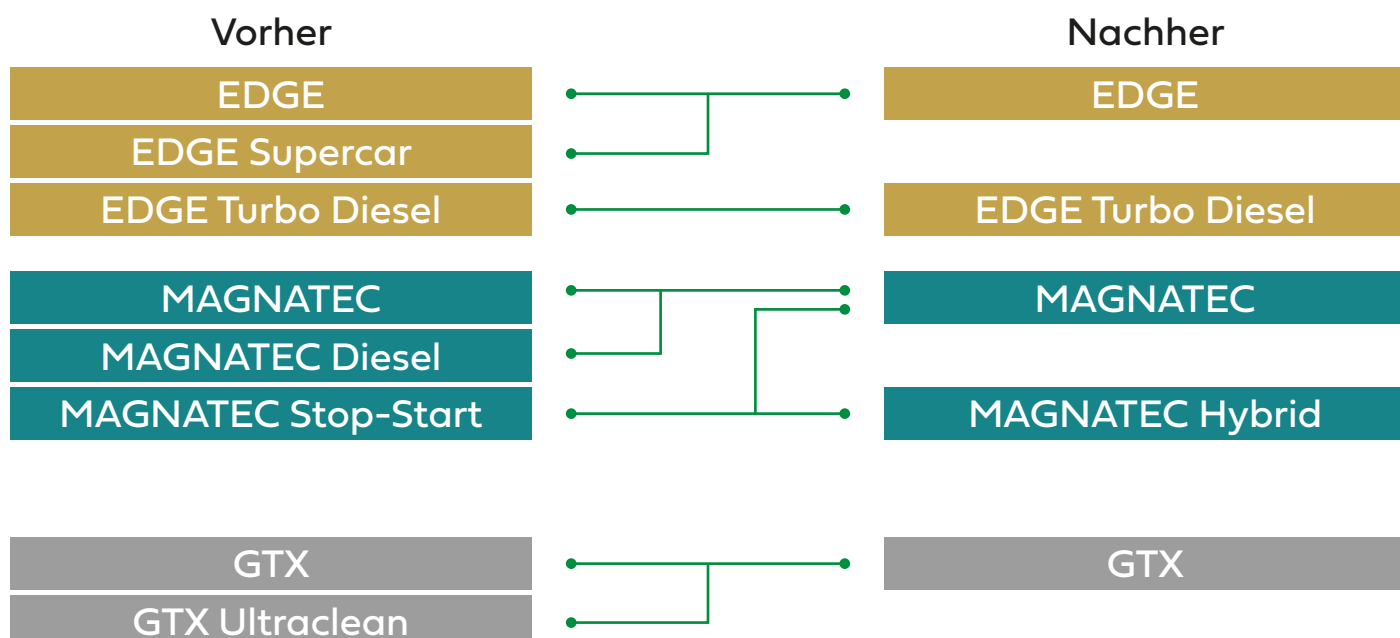 Vorher
Nachher
EDGE
EDGE
EDGE Supercar
EDGE Turbo Diesel
EDGE Turbo Diesel
MAGNATEC
MAGNATEC
MAGNATEC Diesel
MAGNATEC Stop-Start
MAGNATEC Hybrid
GTX
GTX
GTX Ultraclean